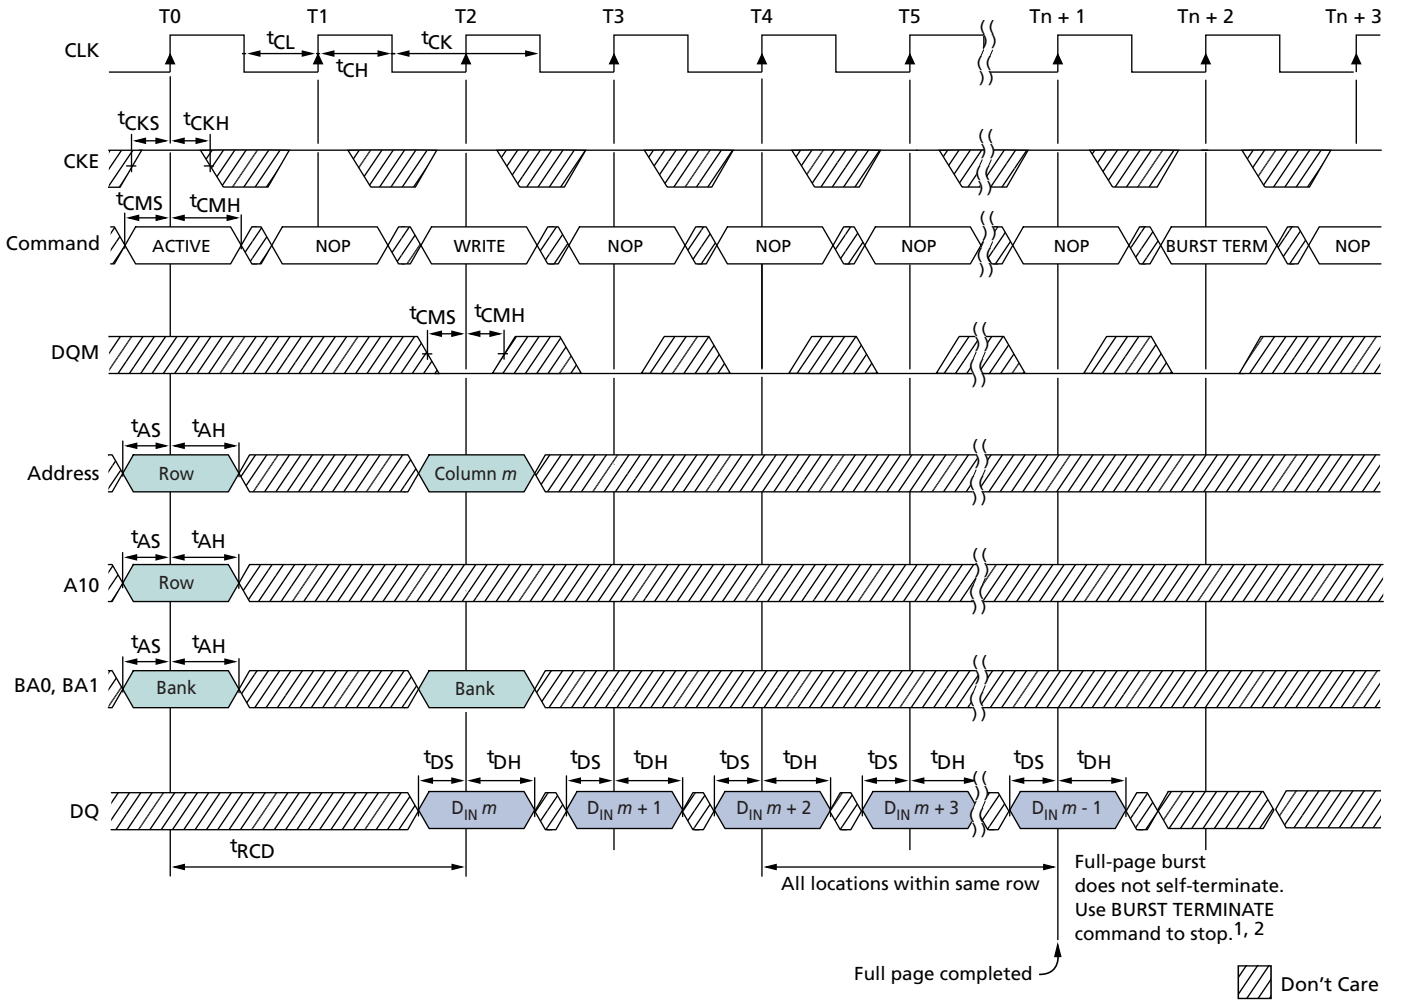 T0 T1 T2 T3 T4 T5 Tn + 1 Tn + 2 Tn + 3
CLK tCL tCH tCK
tCKS tCKH
CKE
tCMS tCMH
Command ACTIVE NOP WRITE NOP NOP NOP NOP BURST TERM NOP
tCMS tCMH
DQM
tAS tAH
Address Row Column m
tAS tAH
A10 Row
tAS tAH
BA0, BA1 Bank Bank
tDS tDH tDS tDH tDS tDH tDS tDH tDS tDH
DQ DIN m DIN m + 1 DIN m + 2 DIN m + 3 DIN m - 1
tRCD
All locations within same row
Full-page burst
does not self-terminate.
Use BURST TERMINATE
command to stop.1, 2
Full page completed
Don't Care